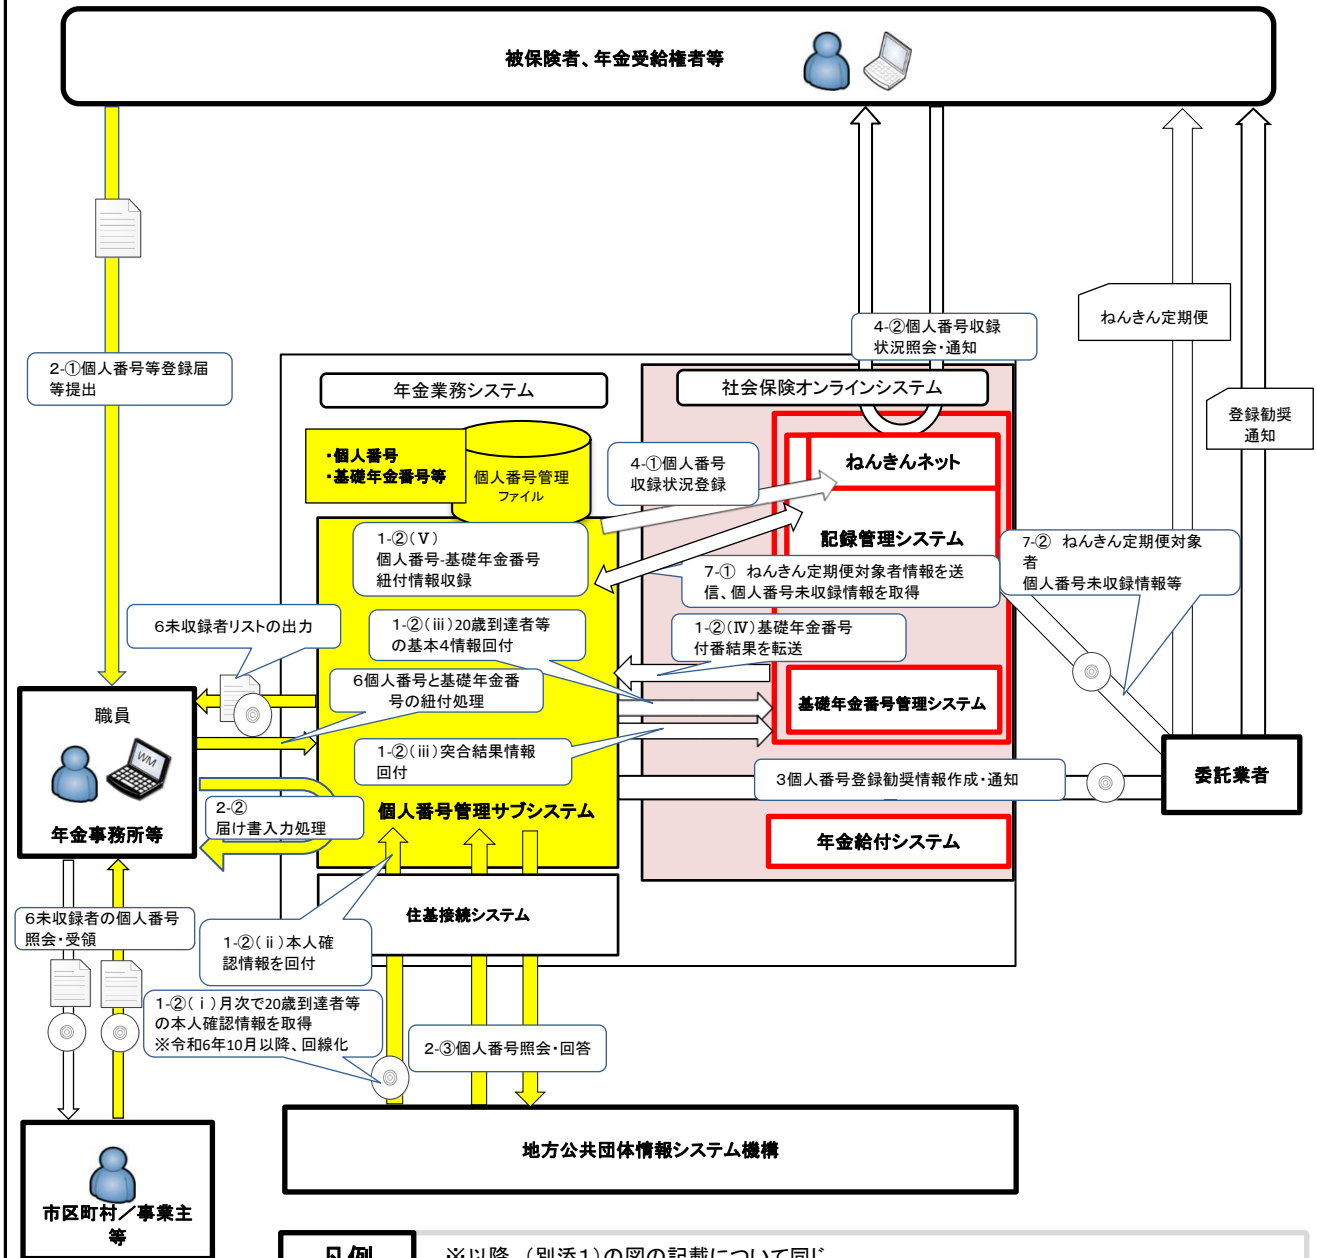 被保険者、年金受給権者等
4-②個人番号収録
状況照会・通知
ねんきん定期便
2-①個人番号等登録届
等提出
年金業務システム
社会保険オンラインシステム
登録勧奨
通知
・個人番号
・基礎年金番号等
個人番号管理
ファイル
4-①個人番号
収録状況登録
ねんきんネット
1-②(Ⅴ)
個人番号-基礎年金番号
紐付情報収録
記録管理システム
7-② ねんきん定期便対象
者
個人番号未収録情報等
7-① ねんきん定期便対象者情報を送
信、個人番号未収録情報を取得
6未収録者リストの出力
1-②(ⅲ)20歳到達者等
の基本4情報回付
1-②(Ⅳ)基礎年金番号
付番結果を転送
6個人番号と基礎年金番
号の紐付処理
基礎年金番号管理システム
職員
WM
年金事務所等
1-②(ⅲ)突合結果情報
回付
3個人番号登録勧奨情報作成・通知
委託業者
2-②
届け書入力処理
個人番号管理サブシステム
年金給付システム
住基接続システム
6未収録者の個人番号
照会・受領
1-②(ⅱ)本人確
認情報を回付
1-②(ⅰ)月次で20歳到達者等
の本人確認情報を取得
※令和6年10月以降、回線化
2-③個人番号照会・回答
地方公共団体情報システム機構
市区町村／事業主
等
凡例
※以降、(別添1)の図の記載について同じ